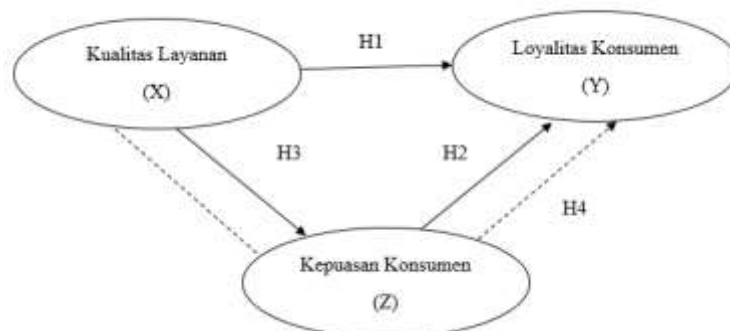 Kualitas Layanan
(X)
H1
Loyalitas Konsumen
(Y)
H3
H2
H4
Kepuasan Konsumen
(Z)